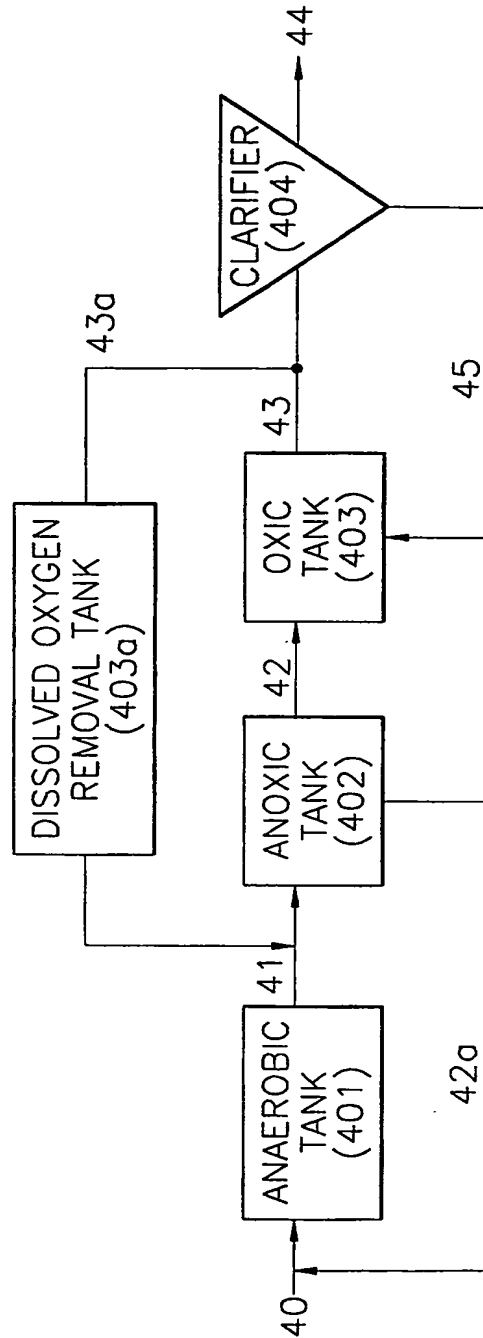 DISSOLVED OXYGEN
REMOVAL TANK
(403a)
43a
40
ANAEROBIC
TANK
(401)
41
ANOXIC
TANK
(402)
42
OXIC
TANK
(403)
43
CLARIFIER
(404)
44
42a
45